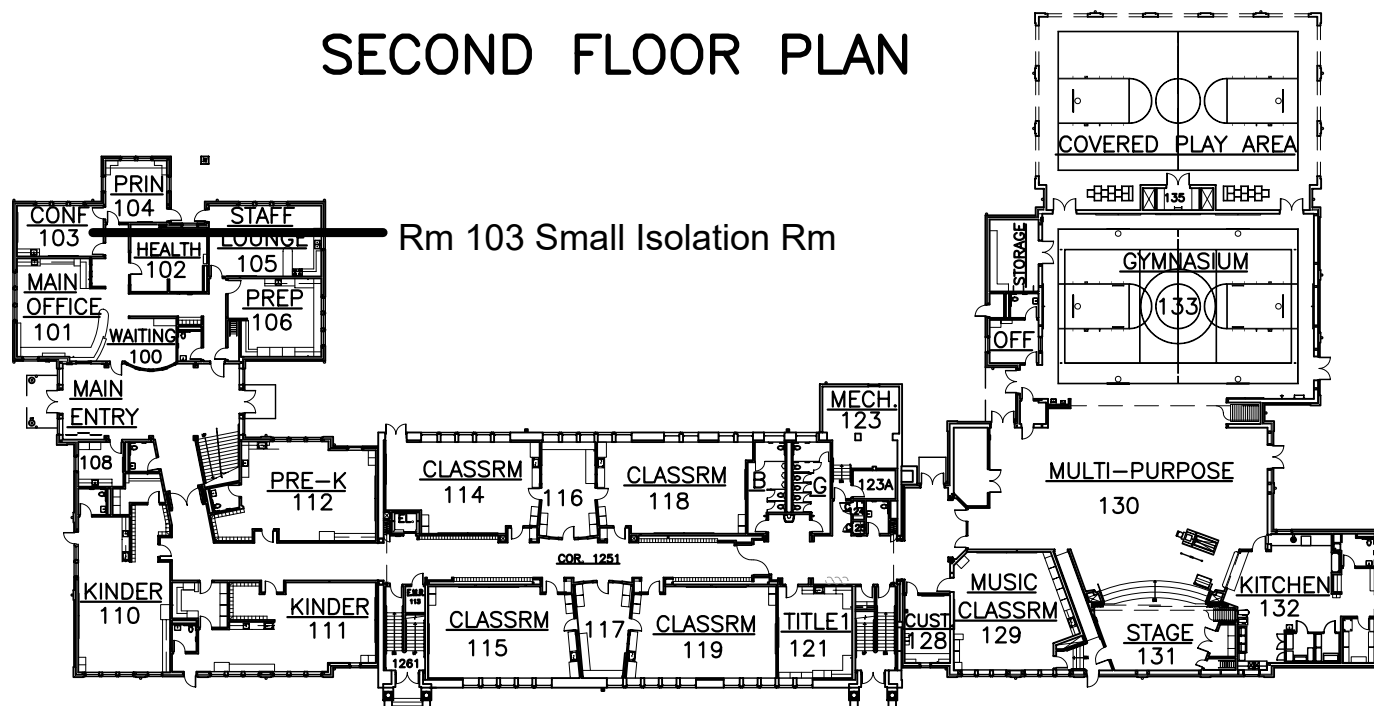 SECOND FLOOR PLAN
COVERED PLAY AREA
135
PRIN
104
CONF
103
STAFF
LOUNGE
105
HEALTH
102
Rm 103 Small Isolation Rm
MAIN
OFFICE
101
PREP
106
WAITING
100
STORAGE
GYMNASIUM
133
OFF
MAIN
ENTRY
MECH.
123
108
PRE-K
112
CLASSRM
114
116
CLASSRM
118
B
G
123A
MULTI-PURPOSE
130
EL.
COR. 1251
KINDER
110
KINDER
111
113
CLASSRM
115
117
CLASSRM
119
TITLE1
121
CUST.
128
MUSIC
CLASSRM
129
STAGE
131
KITCHEN
132
1261